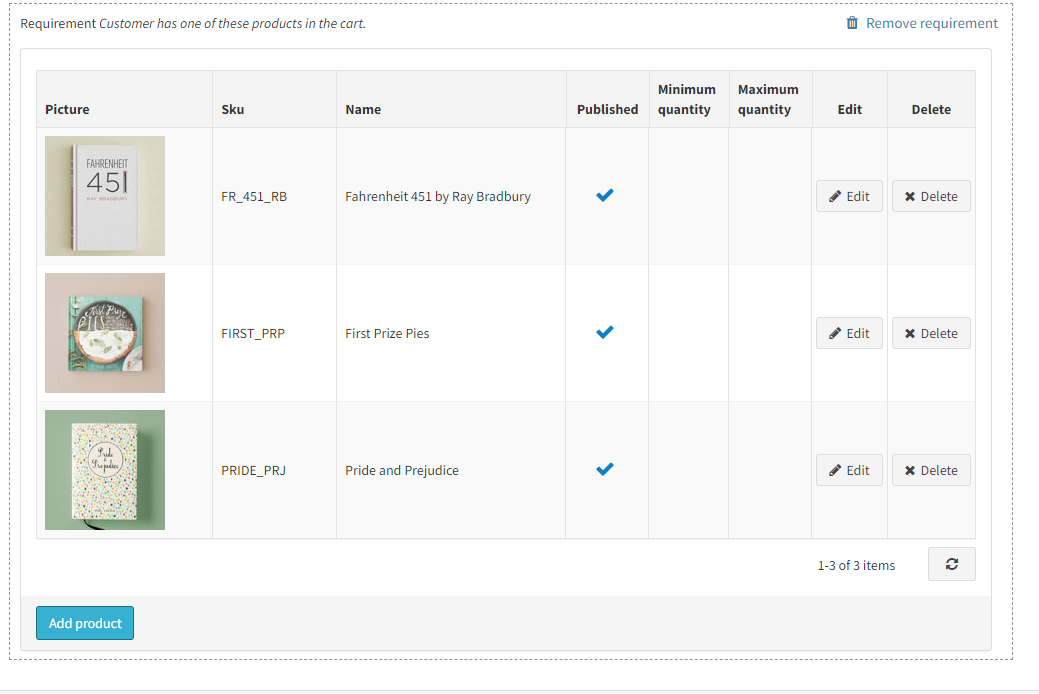 Requirement Customer has one of these products in the cart.
Remove requirement
Picture Sku Name Published Minimum quantity Maximum quantity Edit Delete
FAHRENHEIT
451
RAY BRADBURY
FR_451_RB Fahrenheit 451 by Ray Bradbury Edit Delete
First Prize
PIES
FIRST_PRP First Prize Pies Edit Delete
Pride
Prejudice
PRIDE_PRJ Pride and Prejudice Edit Delete
1-3 of 3 items
Add product